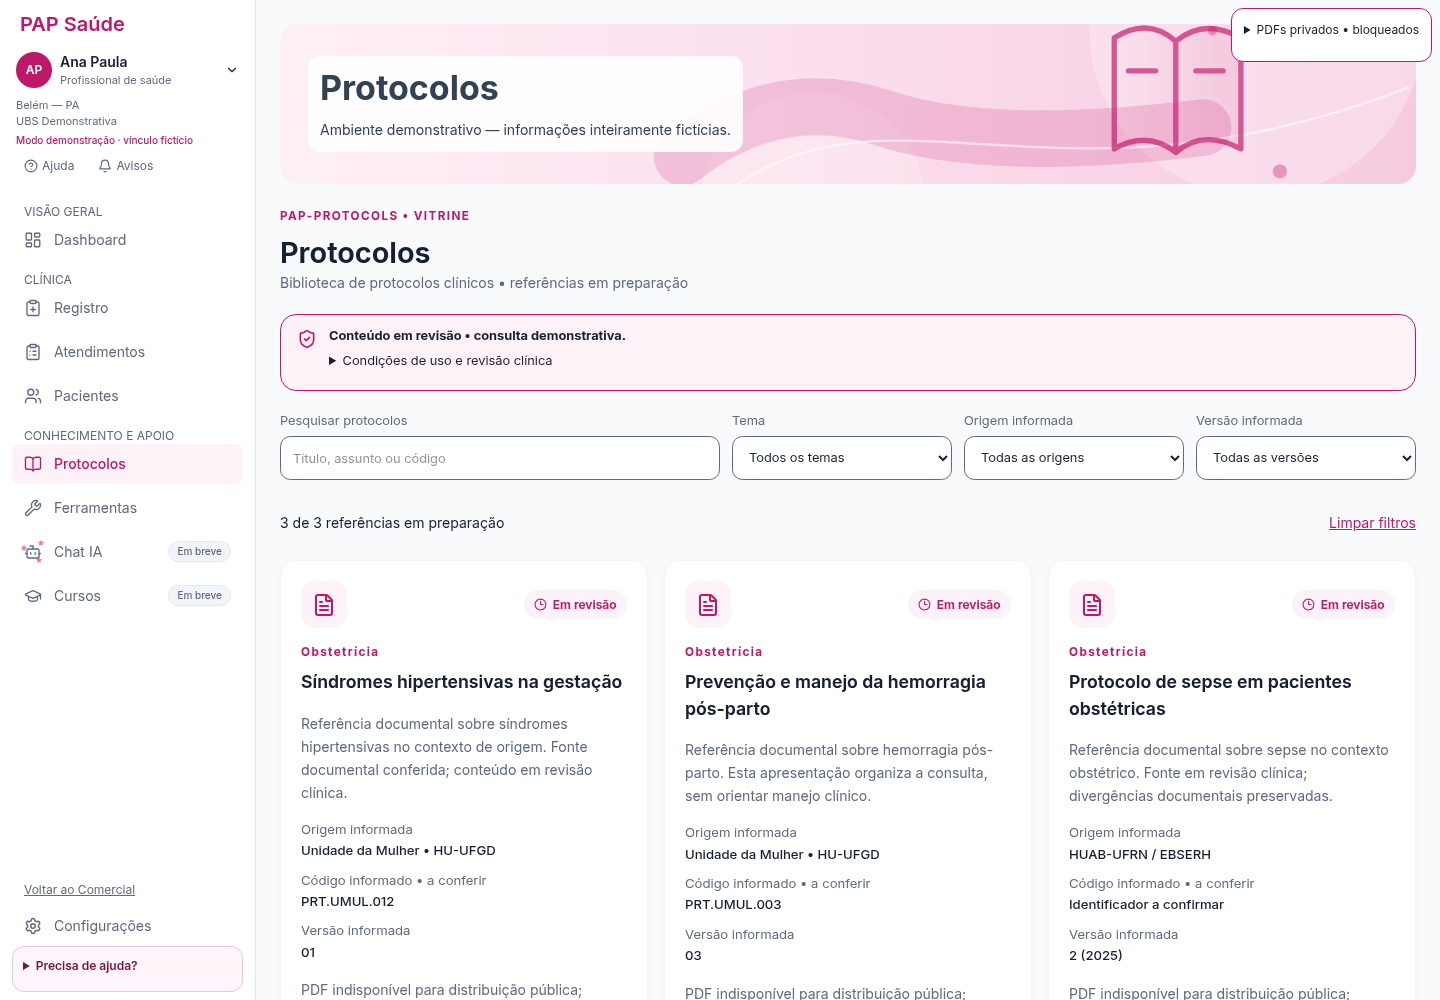 PAP Saúde
AP
Ana Paula
Profissional de saúde
Belém — PA
UBS Demonstrativa
Modo demonstração · vínculo fictício
Ajuda
Avisos
VISÃO GERAL
Dashboard
CLÍNICA
Registro
Atendimentos
Pacientes
CONHECIMENTO E APOIO
Protocolos
Ferramentas
Chat IA
Em breve
Cursos
Em breve
Voltar ao Comercial
Configurações
Precisa de ajuda?
PDFs privados • bloqueados
Protocolos
Ambiente demonstrativo — informações inteiramente fictícias.
PAP-PROTOCOLS • VITRINE
Protocolos
Biblioteca de protocolos clínicos • referências em preparação
Conteúdo em revisão • consulta demonstrativa.
Condições de uso e revisão clínica
Pesquisar protocolos
Título, assunto ou código
Tema
Todos os temas
Origem informada
Todas as origens
Versão informada
Todas as versões
3 de 3 referências em preparação
Limpar filtros
Em revisão
Obstetrícia
Síndromes hipertensivas na gestação
Referência documental sobre síndromes
hipertensivas no contexto de origem. Fonte
documental conferida; conteúdo em revisão
clínica.
Origem informada
Unidade da Mulher • HU-UFGD
Código informado • a conferir
PRT.UMUL.012
Versão informada
01
PDF indisponível para distribuição pública;
Em revisão
Obstetrícia
Prevenção e manejo da hemorragia
pós-parto
Referência documental sobre hemorragia pós-
parto. Esta apresentação organiza a consulta,
sem orientar manejo clínico.
Origem informada
Unidade da Mulher • HU-UFGD
Código informado • a conferir
PRT.UMUL.003
Versão informada
03
PDF indisponível para distribuição pública;
Em revisão
Obstetrícia
Protocolo de sepse em pacientes
obstétricas
Referência documental sobre sepse no contexto
obstétrico. Fonte em revisão clínica;
divergências documentais preservadas.
Origem informada
HUAB-UFRN / EBSERH
Código informado • a conferir
Identificador a confirmar
Versão informada
2 (2025)
PDF indisponível para distribuição pública;